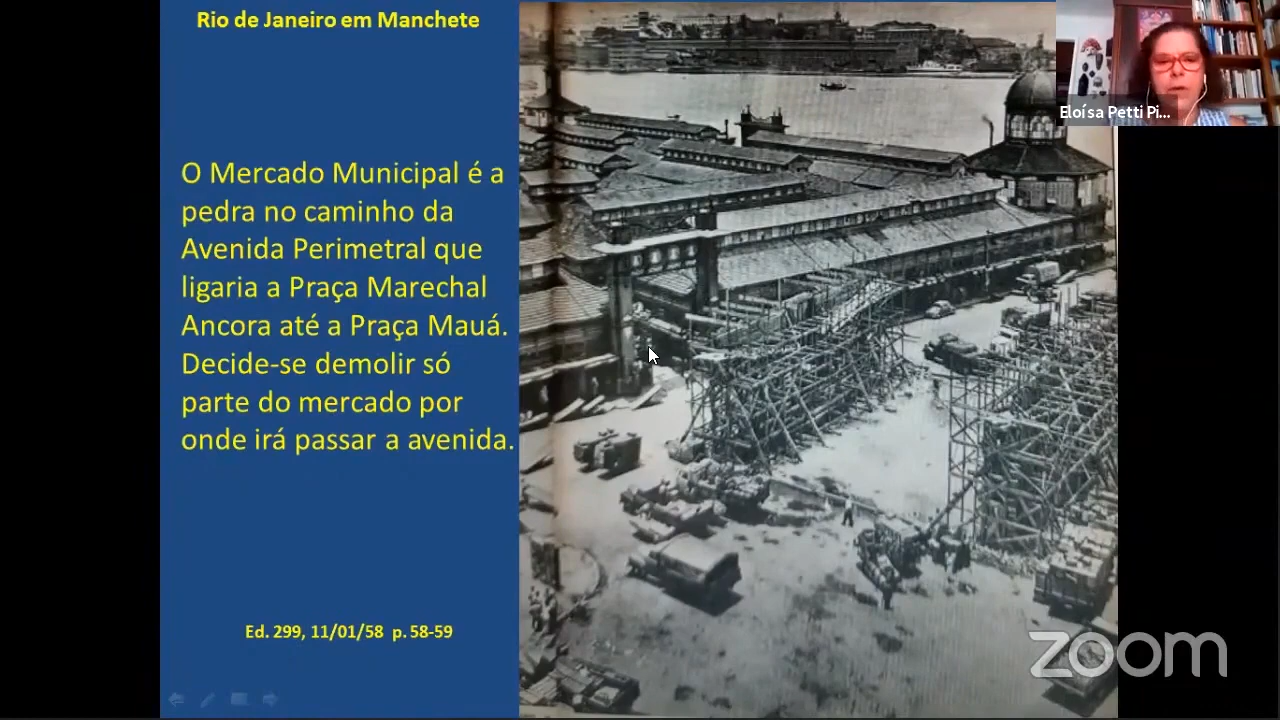 Rio de Janeiro em Manchete
Eloísa Petti Pi...
O Mercado Municipal é a
pedra no caminho da
Avenida Perimetral que
ligaria a Praça Marechal
Ancora até a Praça Mauá.
Decide-se demolir só
parte do mercado por
onde irá passar a avenida.
Ed. 299, 11/01/58 p. 58-59
zoom